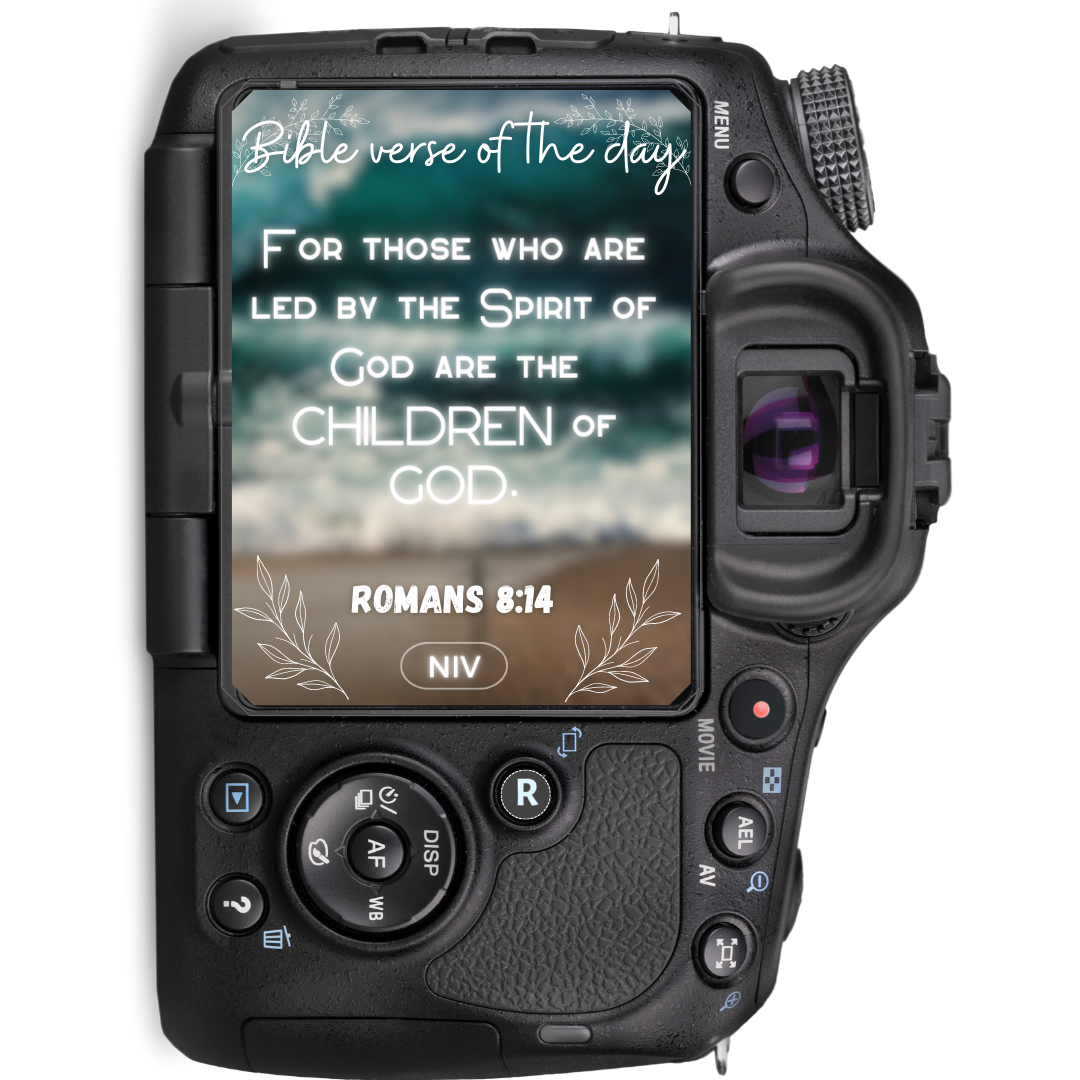 Bible verse of the day
MENU
For those who are
led by the Spirit of
God are the
CHILDREN of
GOD.
ROMANS 8:14
NIV
MOVIE
R
AEL
DISP
AF
AV
WB
?